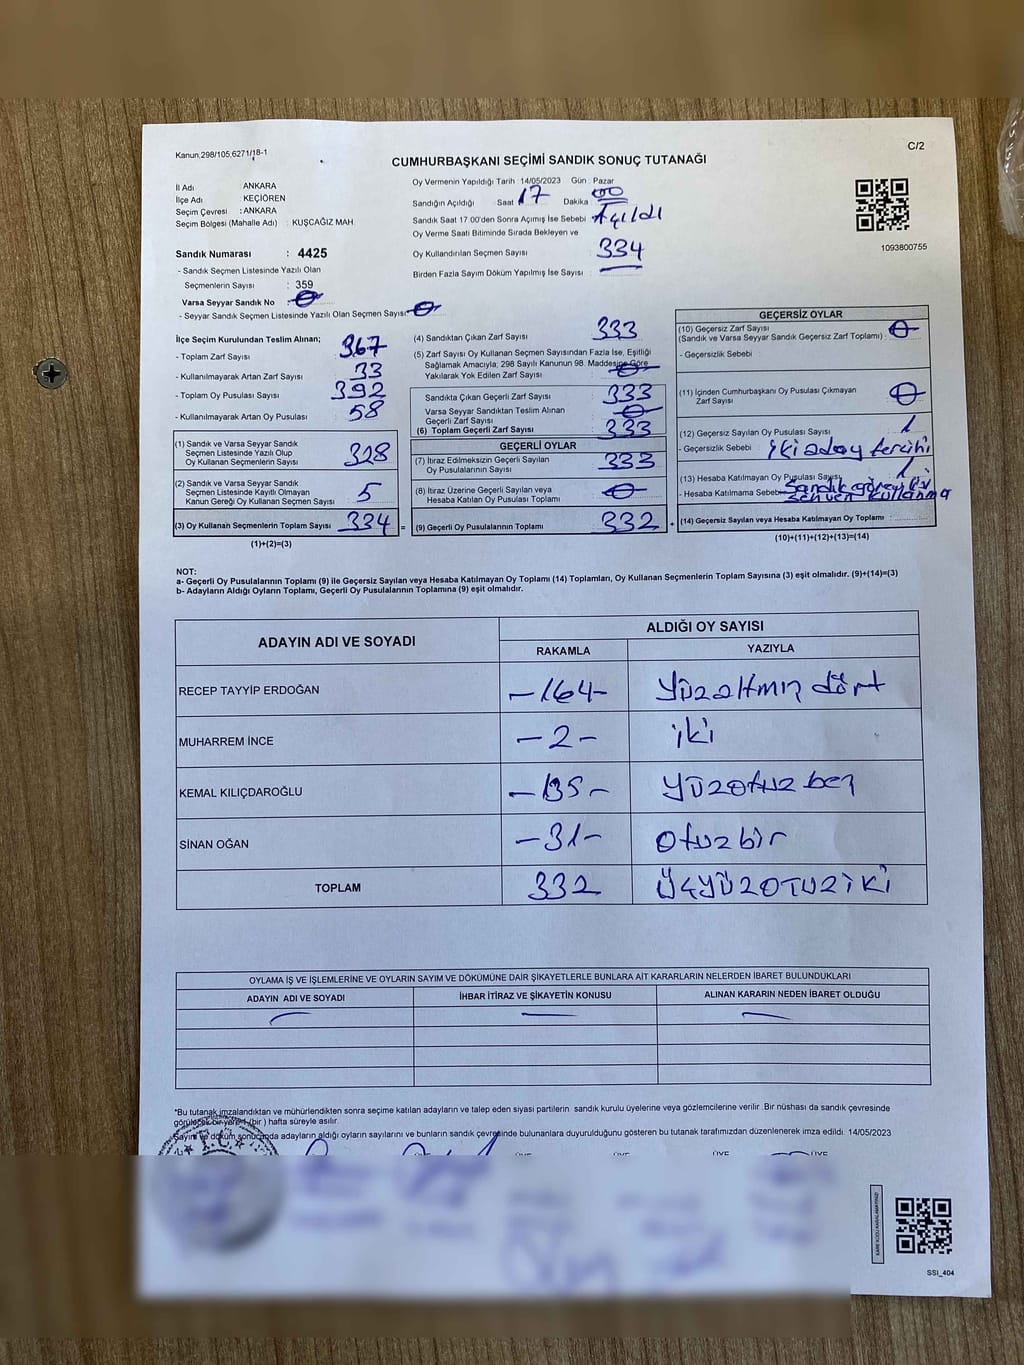 Kanun,298/105,6271/18-1
C/2
CUMHURBAŞKANI SEÇİMİ SANDIK SONUÇ TUTANAĞI
İl Adı : ANKARA
İlçe Adı : KEÇİÖREN
Seçim Çevresi : ANKARA
Seçim Bölgesi (Mahalle Adı) : KUŞCAĞIZ MAH.
Oy Vermenin Yapıldığı Tarih : 14/05/2023 Gün : Pazar
Sandığın Açıldığı Saat : 17 Dakika : 00
Sandık Saat 17:00'den Sonra Açımış İse Sebebi : Açıldı
Oy Verme Saati Bitiminde Sırada Bekleyen ve
Oy Kullandırılan Seçmen Sayısı : 334
Birden Fazla Sayım Döküm Yapılmış İse Sayısı :
1093800755
Sandık Numarası : 4425
- Sandık Seçmen Listesinde Yazılı Olan
Seçmenlerin Sayısı : 359
Varsa Seyyar Sandık No : 0
- Seyyar Sandık Seçmen Listesinde Yazılı Olan Seçmen Sayısı: 0
İlçe Seçim Kurulundan Teslim Alınan;
- Toplam Zarf Sayısı : 367
- Kullanılmayarak Artan Zarf Sayısı : 33
- Toplam Oy Pusulası Sayısı : 392
- Kullanılmayarak Artan Oy Pusulası : 58
(1) Sandık ve Varsa Seyyar Sandık
Seçmen Listesinde Yazılı Olup
Oy Kullanan Seçmenlerin Sayısı 328
(2) Sandık ve Varsa Seyyar Sandık
Seçmen Listesinde Kayıtlı Olmayan
Kanun Gereği Oy Kullanan Seçmen Sayısı 5
(3) Oy Kullanan Seçmenlerin Toplam Sayısı 334 =
(1)+(2)=(3)
(4) Sandıktan Çıkan Zarf Sayısı : 333
(5) Zarf Sayısı Oy Kullanan Seçmen Sayısından Fazla İse, Eşitliği
Sağlamak Amacıyla; 298 Sayılı Kanunun 98. Maddesine Göre
Yakılarak Yok Edilen Zarf Sayısı : 0
Sandıkta Çıkan Geçerli Zarf Sayısı : 333
Varsa Seyyar Sandıktan Teslim Alınan
Geçerli Zarf Sayısı : 0
(6) Toplam Geçerli Zarf Sayısı : 333
GEÇERLİ OYLAR
(7) İtiraz Edilmeksizin Geçerli Sayılan
Oy Pusulalarının Sayısı : 333
(8) İtiraz Üzerine Geçerli Sayılan veya
Hesaba Katılan Oy Pusulası Toplamı : 0
(9) Geçerli Oy Pusulalarının Toplamı : 332 +
GEÇERSİZ OYLAR
(10) Geçersiz Zarf Sayısı
(Sandık ve Varsa Seyyar Sandık Geçersiz Zarf Toplamı) : 0
- Geçersizlik Sebebi :
(11) İçinden Cumhurbaşkanı Oy Pusulası Çıkmayan
Zarf Sayısı : 0
(12) Geçersiz Sayılan Oy Pusulası Sayısı : 1
- Geçersizlik Sebebi : İki aday tercihi
(13) Hesaba Katılmayan Oy Pusulası Sayısı : 1
- Hesaba Katılmama Sebebi : Sandık görevlisi
sehven kullanma
(14) Geçersiz Sayılan veya Hesaba Katılmayan Oy Toplamı :
(10)+(11)+(12)+(13)=(14)
NOT:
a- Geçerli Oy Pusulalarının Toplamı (9) ile Geçersiz Sayılan veya Hesaba Katılmayan Oy Toplamı (14) Toplamları, Oy Kullanan Seçmenlerin Toplam Sayısına (3) eşit olmalıdır. (9)+(14)=(3)
b- Adayların Aldığı Oyların Toplamı, Geçerli Oy Pusulalarının Toplamına (9) eşit olmalıdır.
ADAYIN ADI VE SOYADI
ALDIĞI OY SAYISI
RAKAMLA YAZIYLA
RECEP TAYYİP ERDOĞAN -164- Yüzaltmış dört
MUHARREM İNCE -2- iki
KEMAL KILIÇDAROĞLU -135- yüzotuz beş
SİNAN OĞAN -31- Otuz bir
TOPLAM 332 ÜÇYÜZOTUZİKİ
OYLAMA İŞ VE İŞLEMLERİNE VE OYLARIN SAYIM VE DÖKÜMÜNE DAİR ŞİKAYETLERLE BUNLARA AİT KARARLARIN NELERDEN İBARET BULUNDUKLARI
ADAYIN ADI VE SOYADI İHBAR İTİRAZ VE ŞİKAYETİN KONUSU ALINAN KARARIN NEDEN İBARET OLDUĞU
*Bu tutanak imzalandıktan ve mühürlendikten sonra seçime katılan adayların ve talep eden siyasi partilerin sandık kurulu üyelerine veya gözlemcilerine verilir. Bir nüshası da sandık çevresinde
görülecek bir yere 1 (bir) hafta süreyle asılır.
Sayım ve döküm sonucunda adayların aldığı oyların sayılarını ve bunların sandık çevresinde bulunanlara duyurulduğunu gösteren bu tutanak tarafımızdan düzenlenerek imza edildi. 14/05/2023
ÜYE ÜYE ÜYE ÜYE
KARE KODU KARALAMAYINIZ!
SSI_404